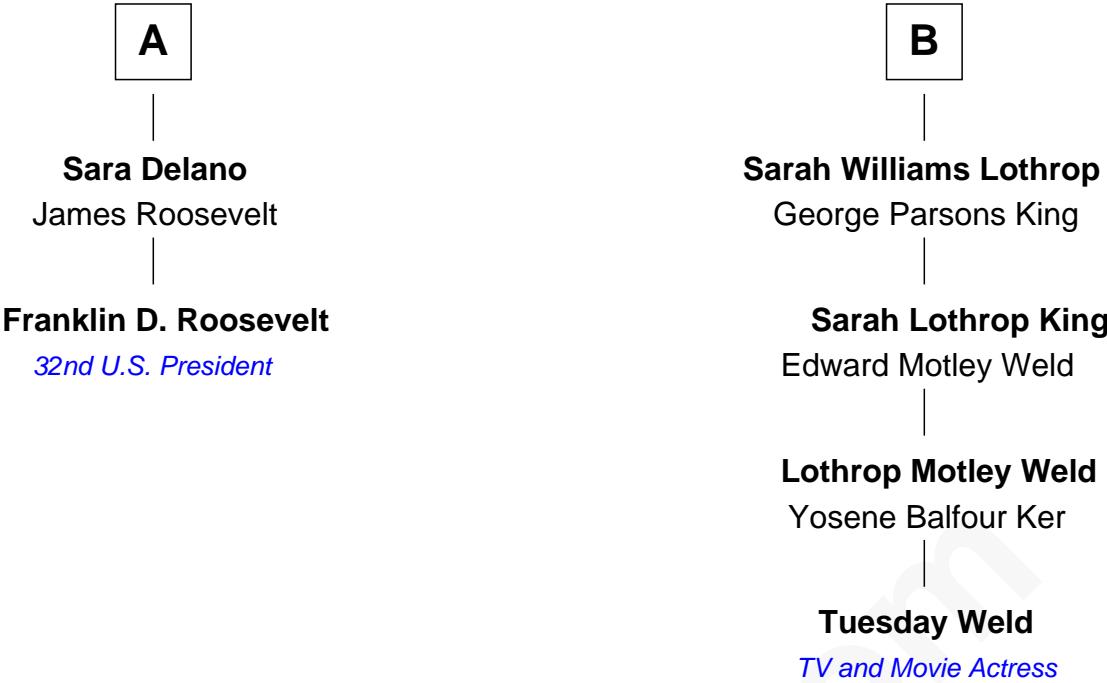 A
Sara Delano
James Roosevelt
Franklin D. Roosevelt
32nd U.S. President
B
Sarah Williams Lothrop
George Parsons King
Sarah Lothrop King
Edward Motley Weld
Lothrop Motley Weld
Yosene Balfour Ker
Tuesday Weld
TV and Movie Actress